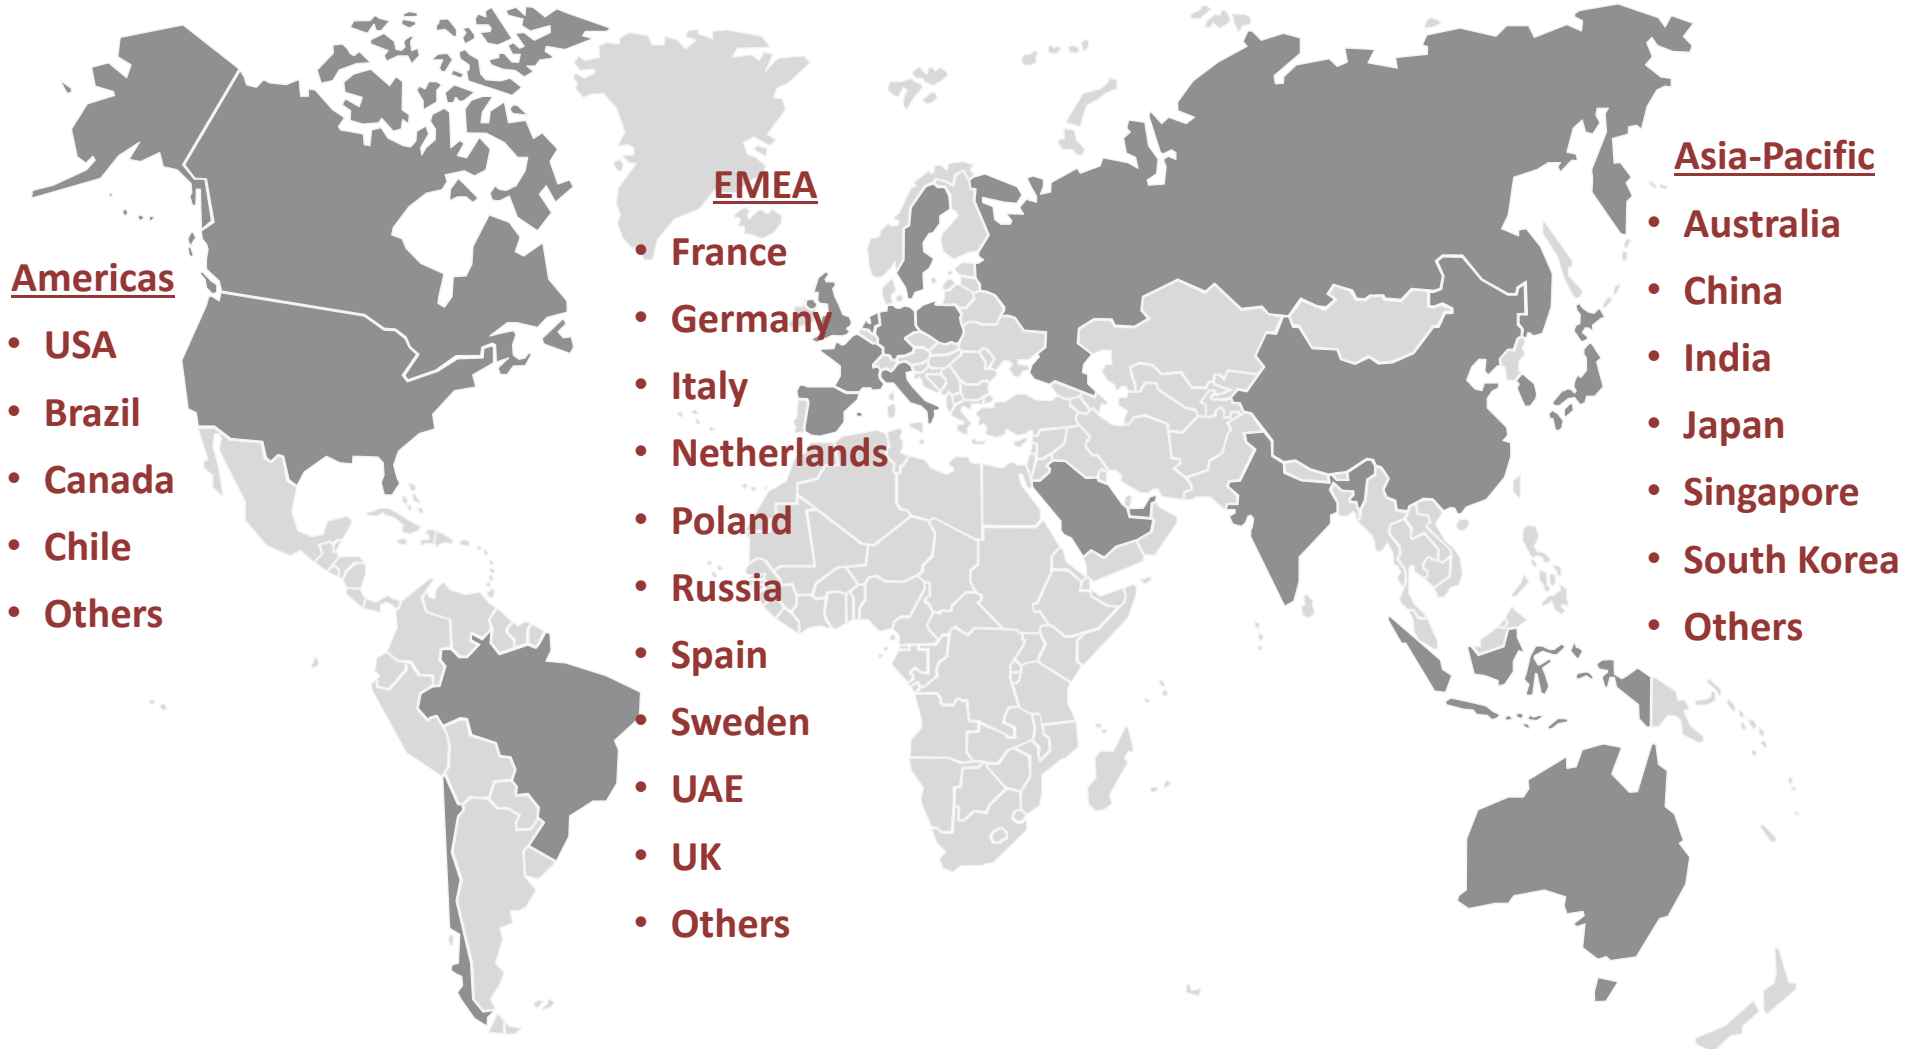 Americas
• USA
• Brazil
• Canada
• Chile
• Others
EMEA
• France
• Germany
• Italy
• Netherlands
• Poland
• Russia
• Spain
• Sweden
• UAE
• UK
• Others
Asia-Pacific
• Australia
• China
• India
• Japan
• Singapore
• South Korea
• Others